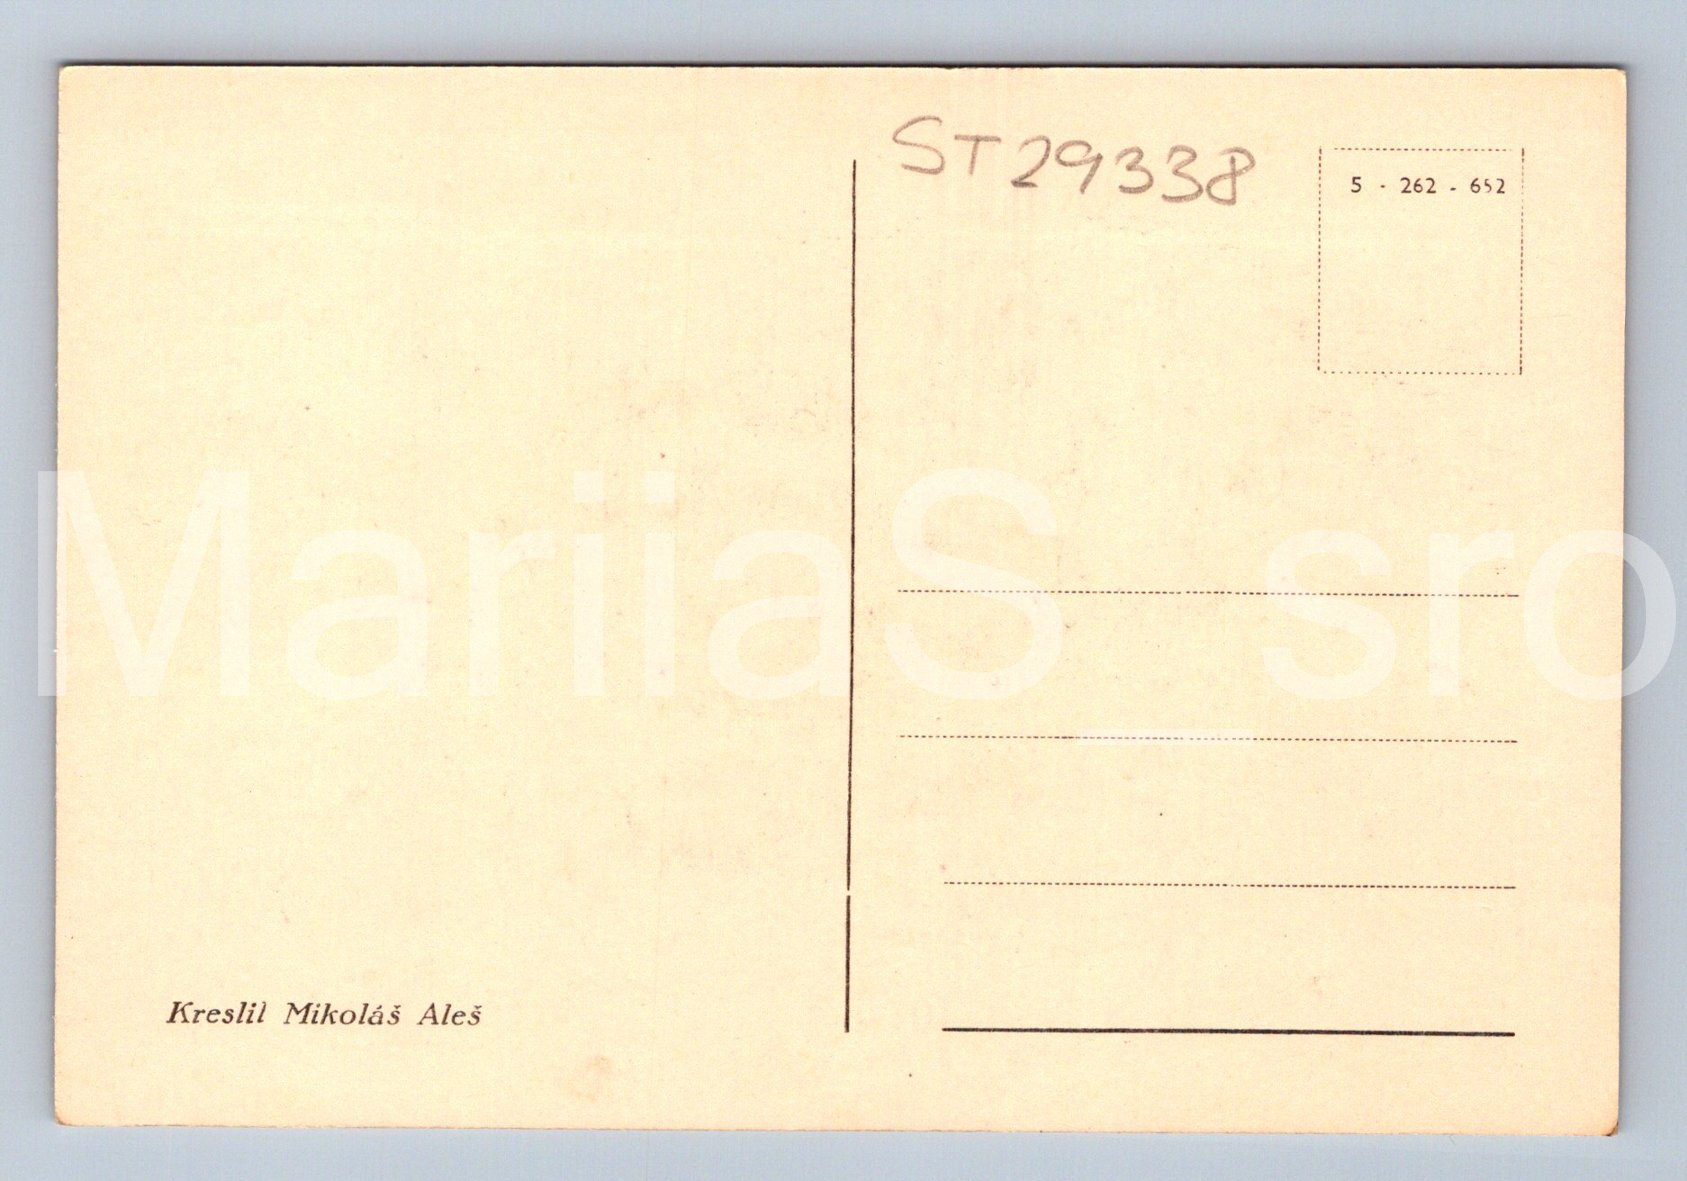 ST29338
5 - 262 - 652
MariiaS_sro
Kreslil Mikoláš Aleš